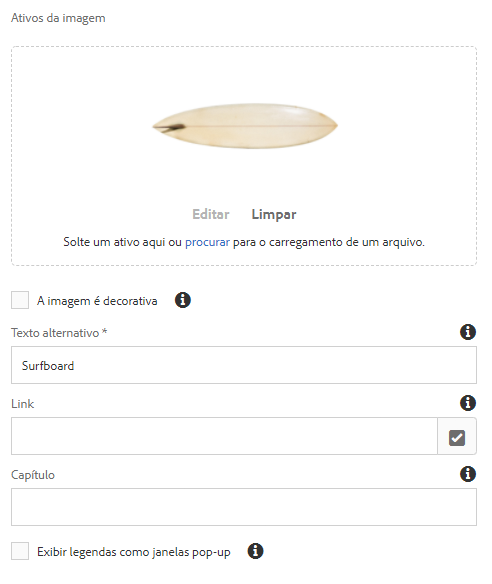 Ativos da imagem
Editar Limpar
Solte um ativo aqui ou procurar para o carregamento de um arquivo.
A imagem é decorativa
Texto alternativo *
Surfboard
Link
Capítulo
Exibir legendas como janelas pop-up